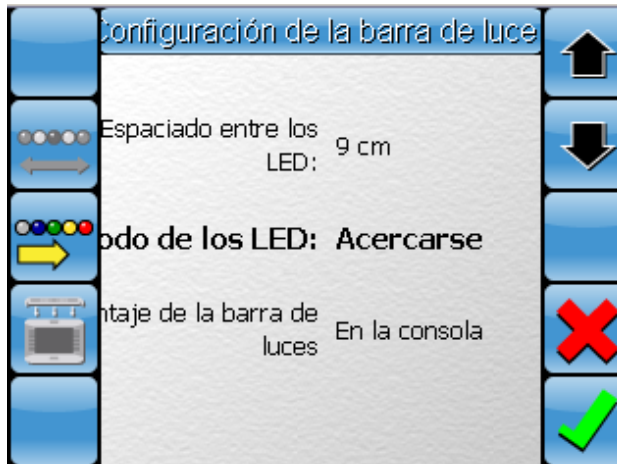 Configuración de la barra de luce
Espaciado entre los
LED:
9 cm
odo de los LED:
Acercarse
ntaje de la barra de
luces
En la consola